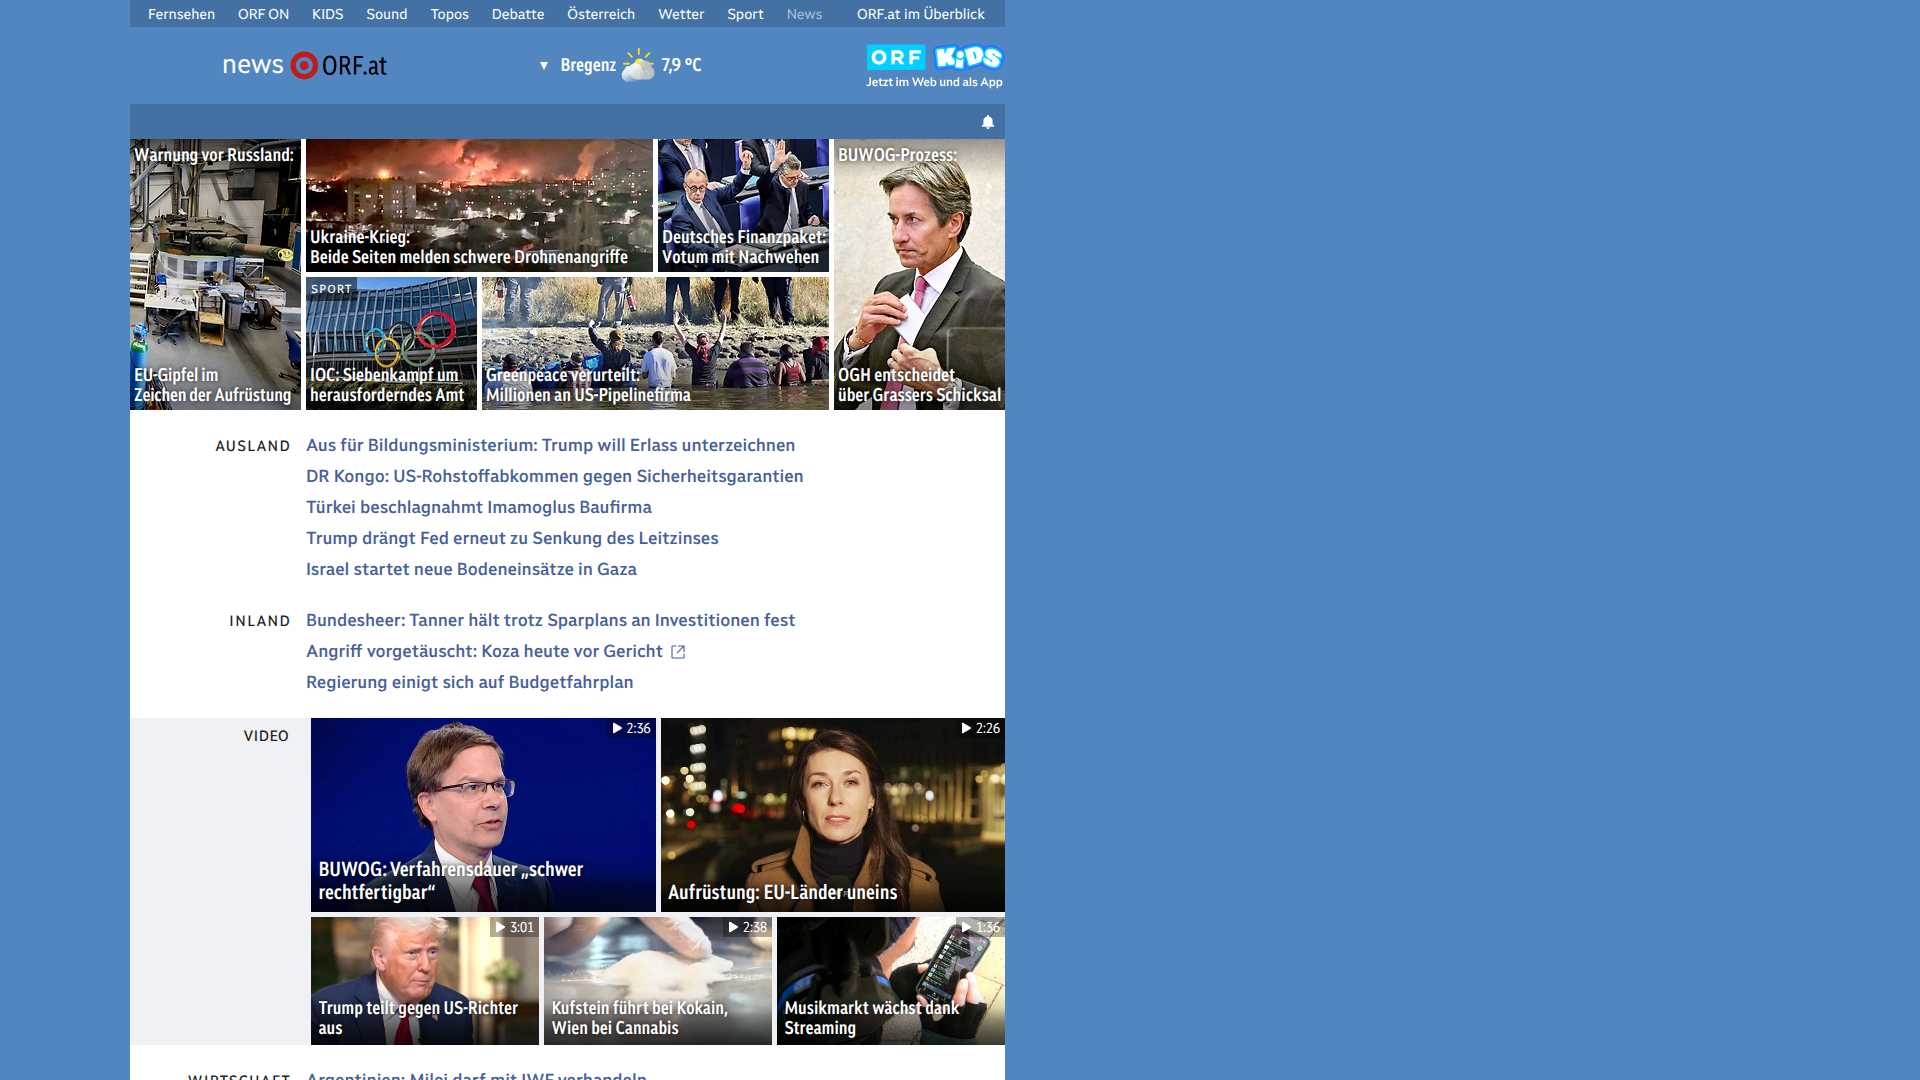 Fernsehen ORF ON KIDS Sound Topos Debatte Österreich Wetter Sport News ORF.at im Überblick
news ORF.at
▼ Bregenz 7,9 °C
ORF KiDS
Jetzt im Web und als App
Warnung vor Russland:
EU-Gipfel im
Zeichen der Aufrüstung
Ukraine-Krieg:
Beide Seiten melden schwere Drohnenangriffe
Deutsches Finanzpaket:
Votum mit Nachwehen
BUWOG-Prozess:
OGH entscheidet
über Grassers Schicksal
SPORT
IOC: Siebenkampf um
herausforderndes Amt
Greenpeace verurteilt:
Millionen an US-Pipelinefirma
AUSLAND
Aus für Bildungsministerium: Trump will Erlass unterzeichnen
DR Kongo: US-Rohstoffabkommen gegen Sicherheitsgarantien
Türkei beschlagnahmt Imamoglus Baufirma
Trump drängt Fed erneut zu Senkung des Leitzinses
Israel startet neue Bodeneinsätze in Gaza
INLAND
Bundesheer: Tanner hält trotz Sparplans an Investitionen fest
Angriff vorgetäuscht: Koza heute vor Gericht
Regierung einigt sich auf Budgetfahrplan
VIDEO
2:36
BUWOG: Verfahrensdauer „schwer
rechtfertigbar“
2:26
Aufrüstung: EU-Länder uneins
3:01
Trump teilt gegen US-Richter
aus
2:38
Kufstein führt bei Kokain,
Wien bei Cannabis
1:36
Musikmarkt wächst dank
Streaming
WIRTSCHAFT
Argentinien: Milei darf mit IWF verhandeln